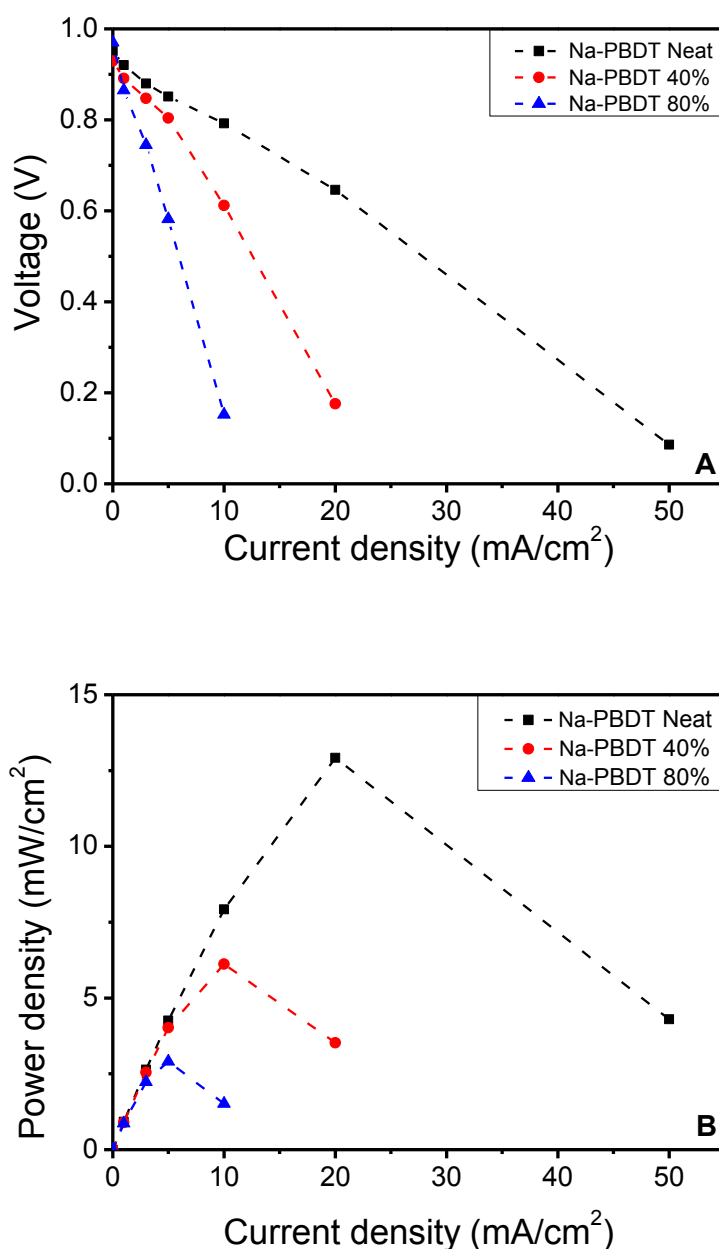 1.0
0.8
0.6
0.4
0.2
0.0
Voltage (V)
Na-PBDT Neat
Na-PBDT 40%
Na-PBDT 80%
A
0 10 20 30 40 50
Current density (mA/cm²)
15
10
5
0
Power density (mW/cm²)
Na-PBDT Neat
Na-PBDT 40%
Na-PBDT 80%
B
0 10 20 30 40 50
Current density (mA/cm²)